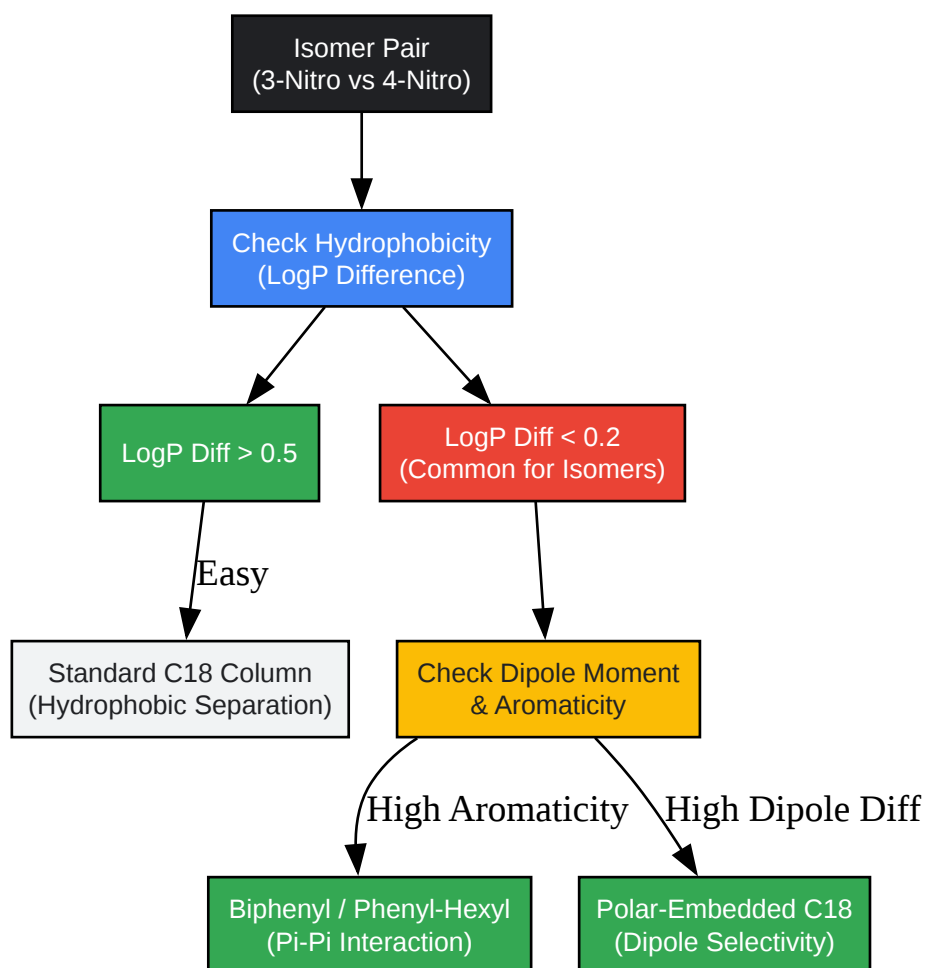 Isomer Pair
(3-Nitro vs 4-Nitro)
Check Hydrophobicity
(LogP Difference)
LogP Diff > 0.5
LogP Diff < 0.2
(Common for Isomers)
Easy
Standard C18 Column
(Hydrophobic Separation)
Check Dipole Moment
& Aromaticity
High Aromaticity
High Dipole Diff
Biphenyl / Phenyl-Hexyl
(Pi-Pi Interaction)
Polar-Embedded C18
(Dipole Selectivity)